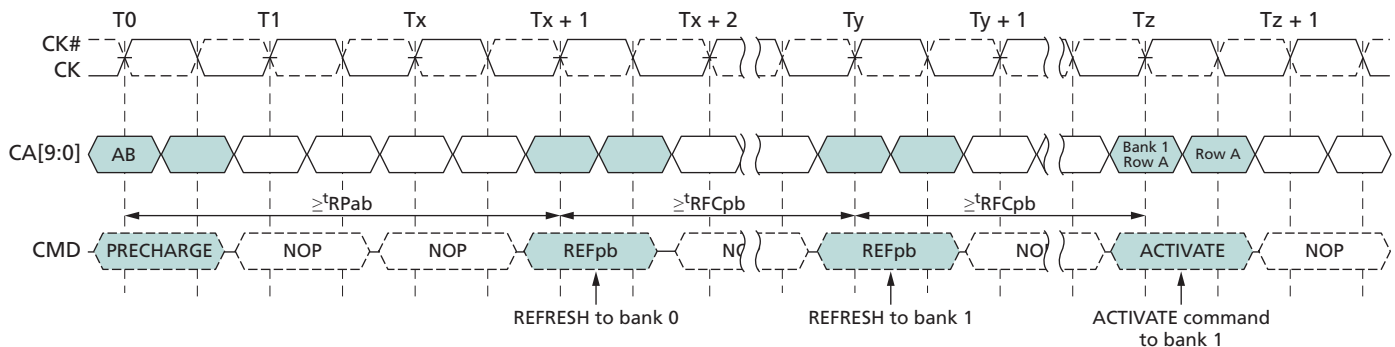 T0 T1 Tx Tx + 1 Tx + 2 Ty Ty + 1 Tz Tz + 1
CK#
CK
CA[9:0] AB Bank 1 Row A Row A
≥tRPab ≥tRFCpb ≥tRFCpb
CMD PRECHARGE NOP NOP REFpb REFpb ACTIVATE NOP
REFRESH to bank 0 REFRESH to bank 1 ACTIVATE command
to bank 1